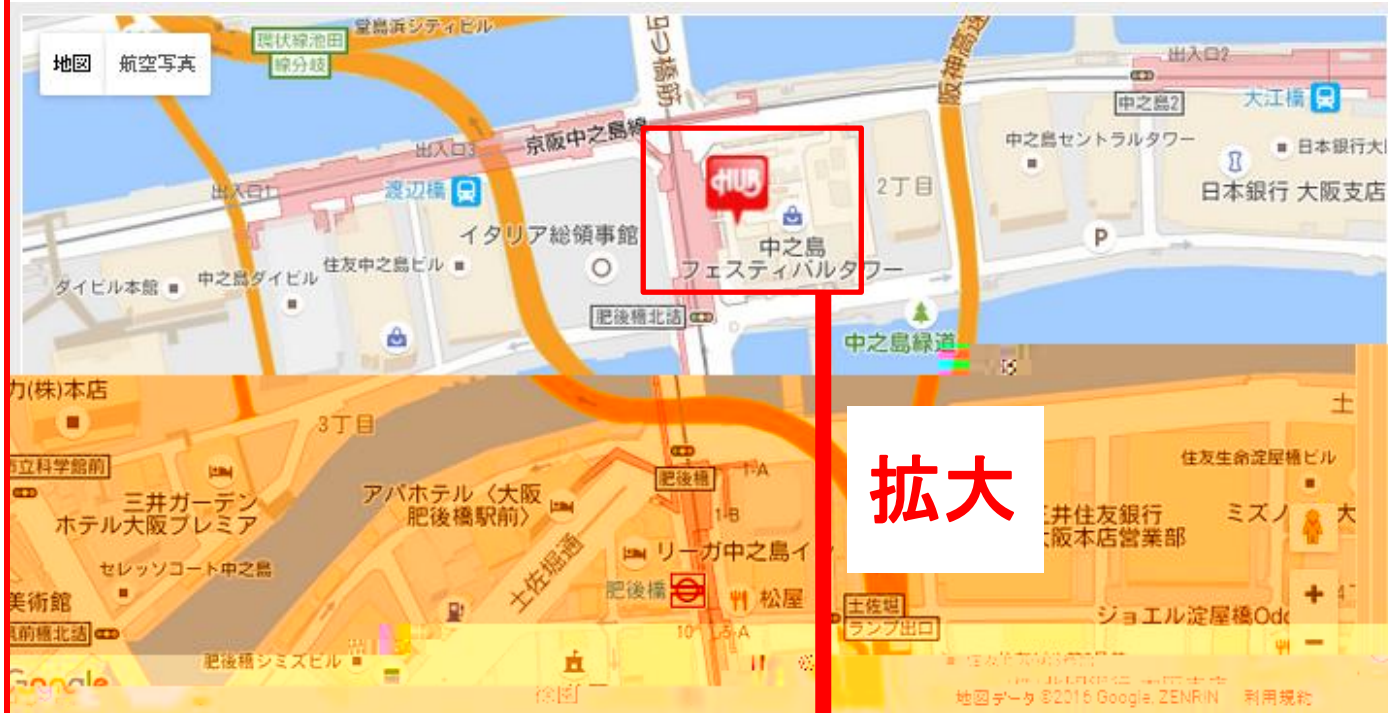 堂島浜シティビル
環状線池田
線分岐
地図
航空写真
阪神高速
出入口2
中之島2
大江橋
中之島セントラルタワー
日本銀行 大阪支店
京阪中之島線
出入口3
出入口1
渡辺橋
HUB
2丁目
P
イタリア総領事館
中之島
フェスティバルタワー
ダイビル本館
中之島ダイビル
住友中之島ビル
肥後橋北詰
中之島緑道
力(株)本店
3丁目
土
市立科学館前
三井ガーデン
ホテル大阪プレミア
アパホテル〈大阪
肥後橋駅前〉
肥後橋
1-A
1-B
拡大
住友生命淀屋橋ビル
三井住友銀行
大阪本店営業部
ミズノ
大
セレッソコート中之島
土佐堀通
リーガ中之島イン
肥後橋
松屋
美術館
土佐堀
ランプ出口
ジョエル淀屋橋Odo
+
5-A
肥後橋シミズビル
Google
地図データ ©2016 Google, ZENRIN
利用規約